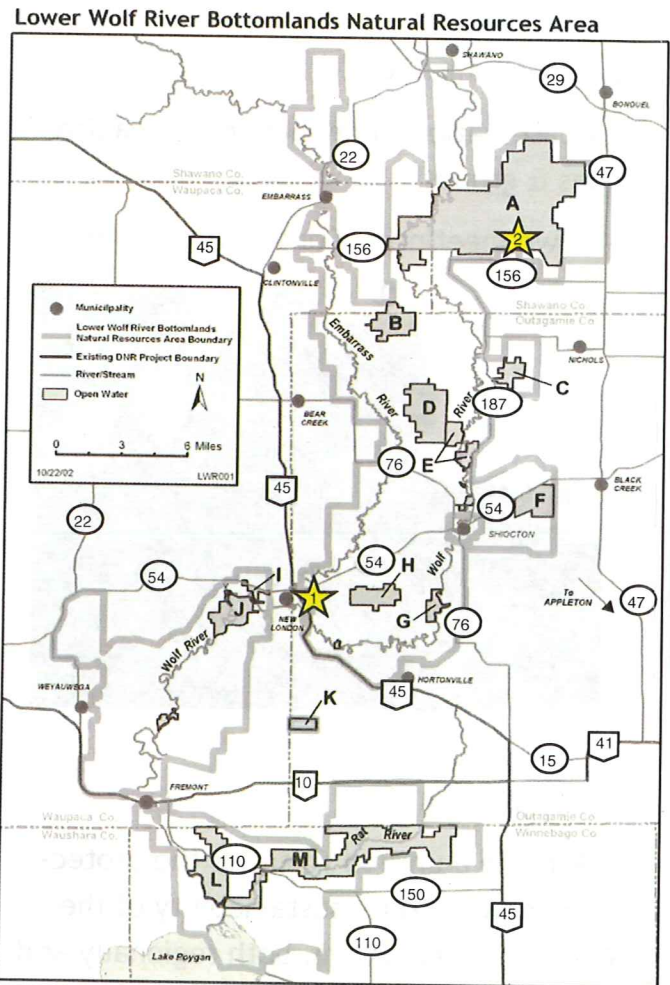 Lower Wolf River Bottomlands Natural Resources Area
SHAWANO
29
BONDUEL
22
47
Shawano Co.
Waupaca Co.
EMBARRASS
A
2
45
156
156
CLINTONVILLE
Municipality
Lower Wolf River Bottomlands
Natural Resources Area Boundary
Existing DNR Project Boundary
River/Stream
Open Water
N
0 3 6 Miles
10/22/02
LWR001
Shawano Co.
Outagamie Co.
B
Embarrass
River
NICHOLS
C
187
D
River
BEAR
CREEK
E
76
45
BLACK
CREEK
F
54
SHIOCTON
22
54
I
54
H
Wolf
J
1
NEW
LONDON
G
To
APPLETON
47
76
Wolf River
WEYAUWEGA
45
HORTONVILLE
K
41
15
10
FREMONT
Waupaca Co.
Waushara Co.
Outagamie Co.
Winnebago Co.
Rat River
110
M
L
150
45
110
Lake Poygan